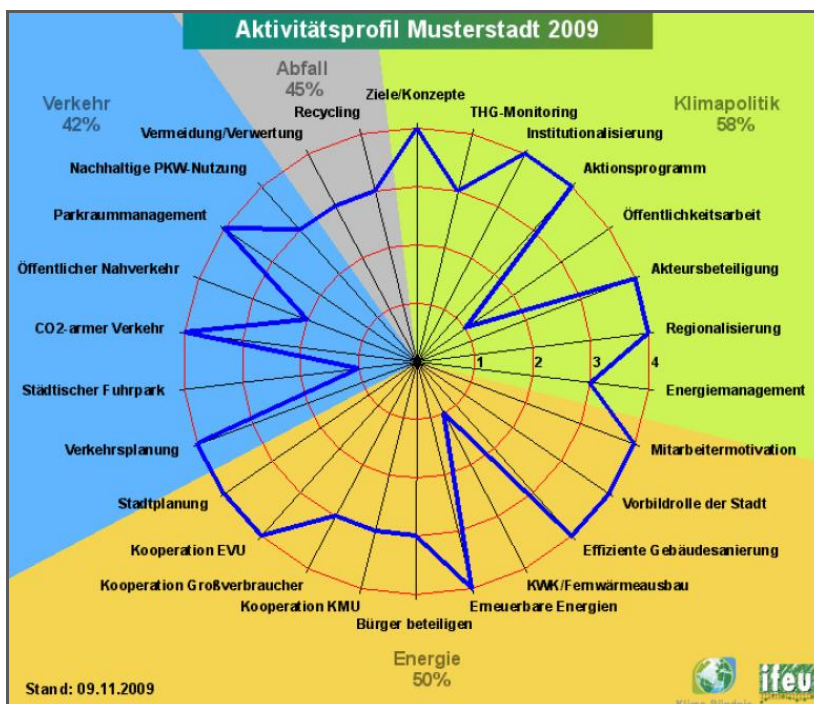 Aktivitätsprofil Musterstadt 2009
Abfall
45%
Verkehr
42%
Klimapolitik
58%
Ziele/Konzepte
THG-Monitoring
Institutionalisierung
Aktionsprogramm
Öffentlichkeitsarbeit
Akteursbeteiligung
Regionalisierung
1
2
3
4
Energiemanagement
Mitarbeitermotivation
Vorbildrolle der Stadt
Effiziente Gebäudesanierung
KWK/Fernwärmeausbau
Erneuerbare Energien
Bürger beteiligen
Kooperation KMU
Kooperation Großverbraucher
Kooperation EVU
Stadtplanung
Verkehrsplanung
Städtischer Fuhrpark
CO2-armer Verkehr
Öffentlicher Nahverkehr
Parkraummanagement
Nachhaltige PKW-Nutzung
Vermeidung/Verwertung
Recycling
Energie
50%
Stand: 09.11.2009
ifeu